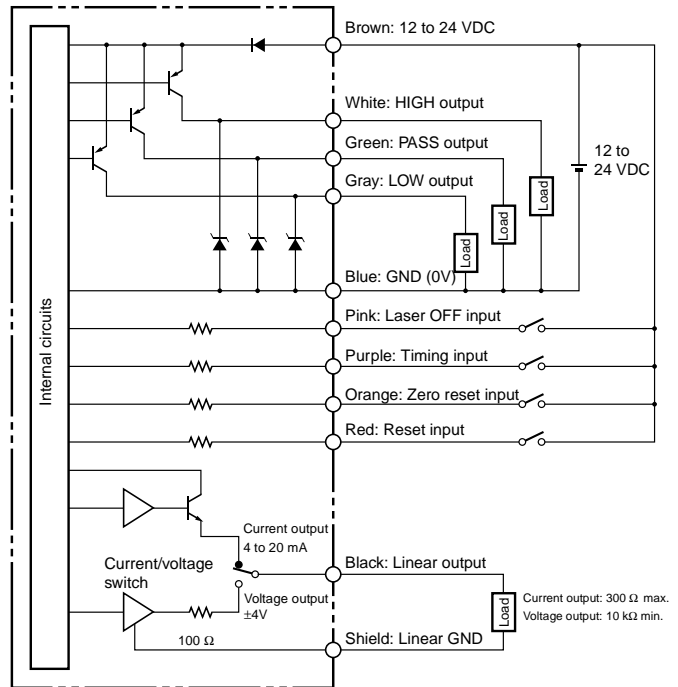 Brown: 12 to 24 VDC
White: HIGH output
Green: PASS output
12 to
24 VDC
Gray: LOW output
Load
Load
Load
Blue: GND (0V)
Internal circuits
Pink: Laser OFF input
Purple: Timing input
Orange: Zero reset input
Red: Reset input
Current output
4 to 20 mA
Current/voltage
switch
Black: Linear output
Voltage output
±4V
Load
Current output: 300 Ω max.
Voltage output: 10 kΩ min.
100 Ω
Shield: Linear GND